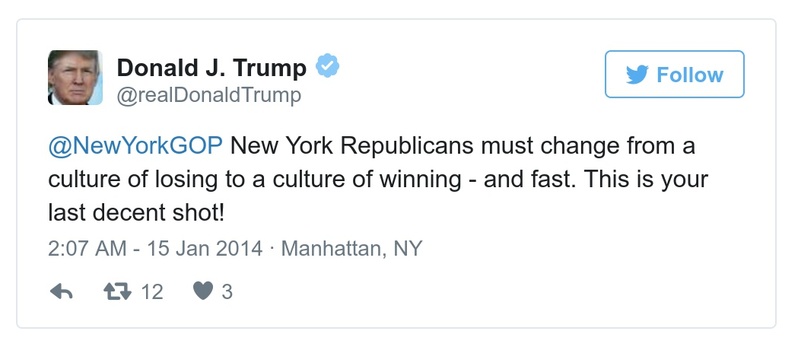 Donald J. Trump
@realDonaldTrump
Follow
@NewYorkGOP New York Republicans must change from a
culture of losing to a culture of winning - and fast. This is your
last decent shot!
2:07 AM - 15 Jan 2014 · Manhattan, NY
12 3